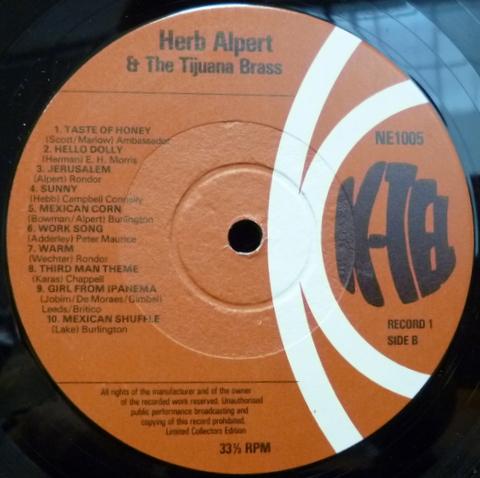 Herb Alpert
& The Tijuana Brass
1. TASTE OF HONEY
(Scott/Marlow) Ambassador
2. HELLO DOLLY
(Herman) E. H. Morris
3. JERUSALEM
(Alpert) Rondor
4. SUNNY
(Hebb) Campbell Connolly
5. MEXICAN CORN
(Bowman/Alpert) Burlington
6. WORK SONG
(Adderley) Peter Maurice
7. WARM
(Wechter) Rondor
8. THIRD MAN THEME
(Karas) Chappell
9. GIRL FROM IPANEMA
(Jobim/De Moraes/Gimbel)
Leeds/Britico
10. MEXICAN SHUFFLE
(Lake) Burlington
NE1005
K-TEL
RECORD 1
SIDE B
All rights of the manufacturer and of the owner
of the recorded work reserved. Unauthorised
public performance broadcasting and
copying of this record prohibited.
Limited Collectors Edition
33⅓ RPM